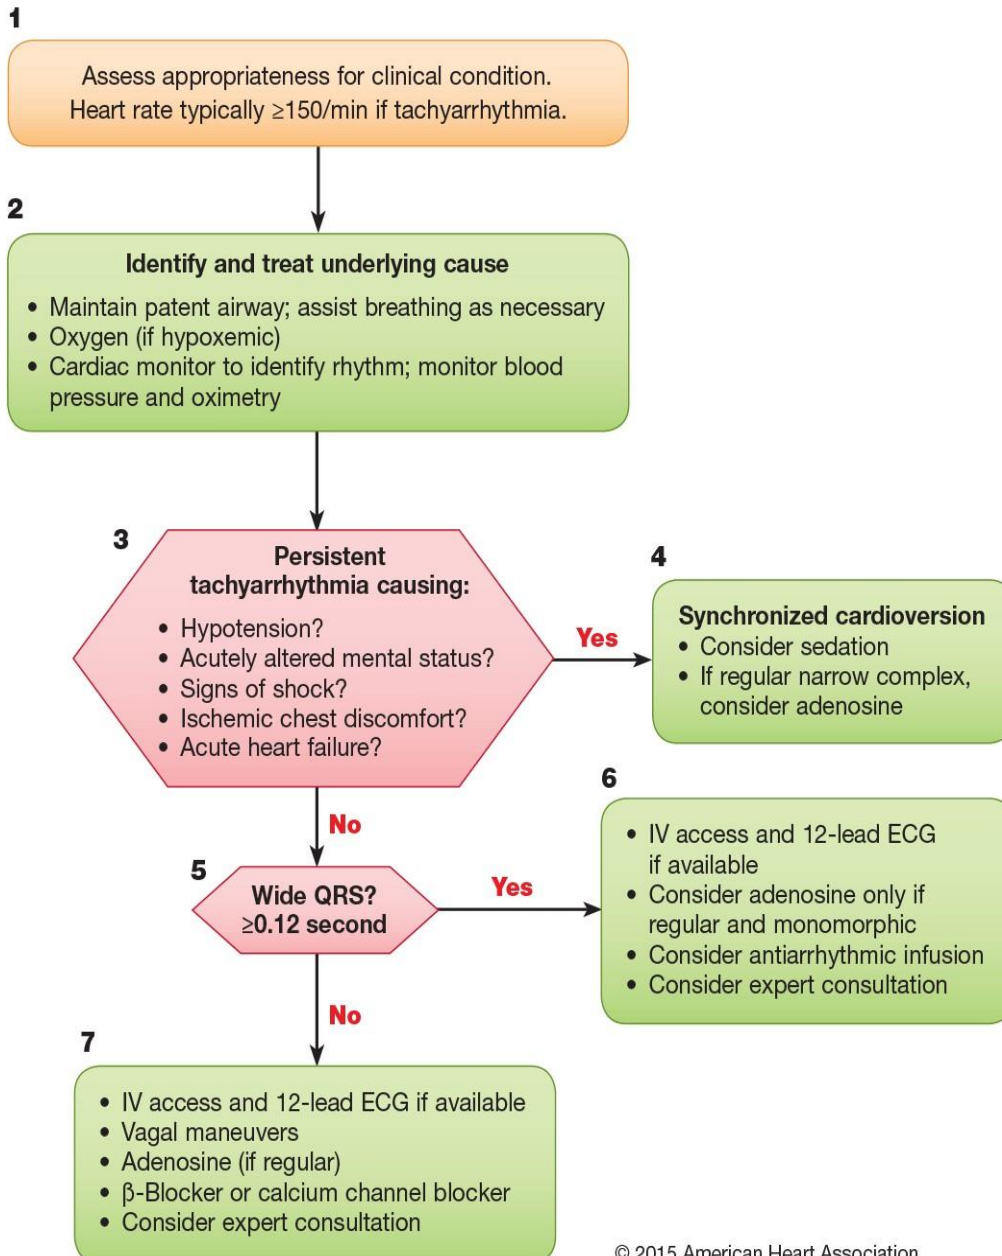 1
Assess appropriateness for clinical condition.
Heart rate typically ≥150/min if tachyarrhythmia.
2
Identify and treat underlying cause
• Maintain patent airway; assist breathing as necessary
• Oxygen (if hypoxemic)
• Cardiac monitor to identify rhythm; monitor blood
pressure and oximetry
3
Persistent
tachyarrhythmia causing:
• Hypotension?
• Acutely altered mental status?
• Signs of shock?
• Ischemic chest discomfort?
• Acute heart failure?
Yes
4
Synchronized cardioversion
• Consider sedation
• If regular narrow complex,
consider adenosine
No
5
Wide QRS?
≥0.12 second
Yes
6
• IV access and 12-lead ECG
if available
• Consider adenosine only if
regular and monomorphic
• Consider antiarrhythmic infusion
• Consider expert consultation
No
7
• IV access and 12-lead ECG if available
• Vagal maneuvers
• Adenosine (if regular)
• β-Blocker or calcium channel blocker
• Consider expert consultation
© 2015 American Heart Association